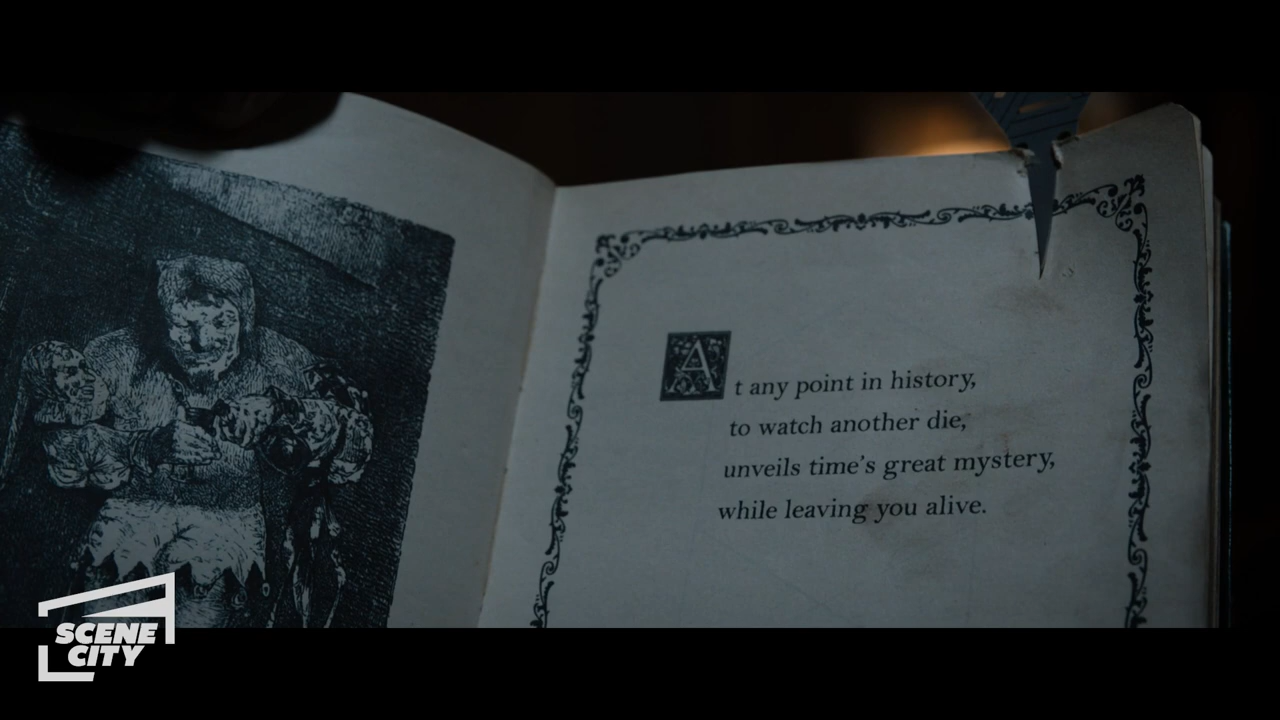 At any point in history,
to watch another die,
unveils time's great mystery,
while leaving you alive.
SCENE
CITY